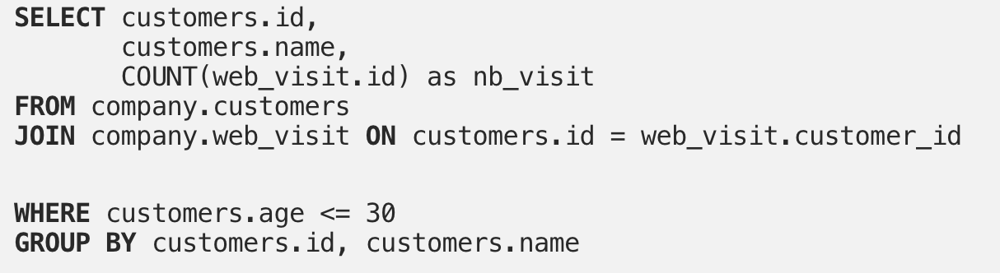 SELECT customers.id,
customers.name,
COUNT(web_visit.id) as nb_visit
FROM company.customers
JOIN company.web_visit ON customers.id = web_visit.customer_id
WHERE customers.age <= 30
GROUP BY customers.id, customers.name